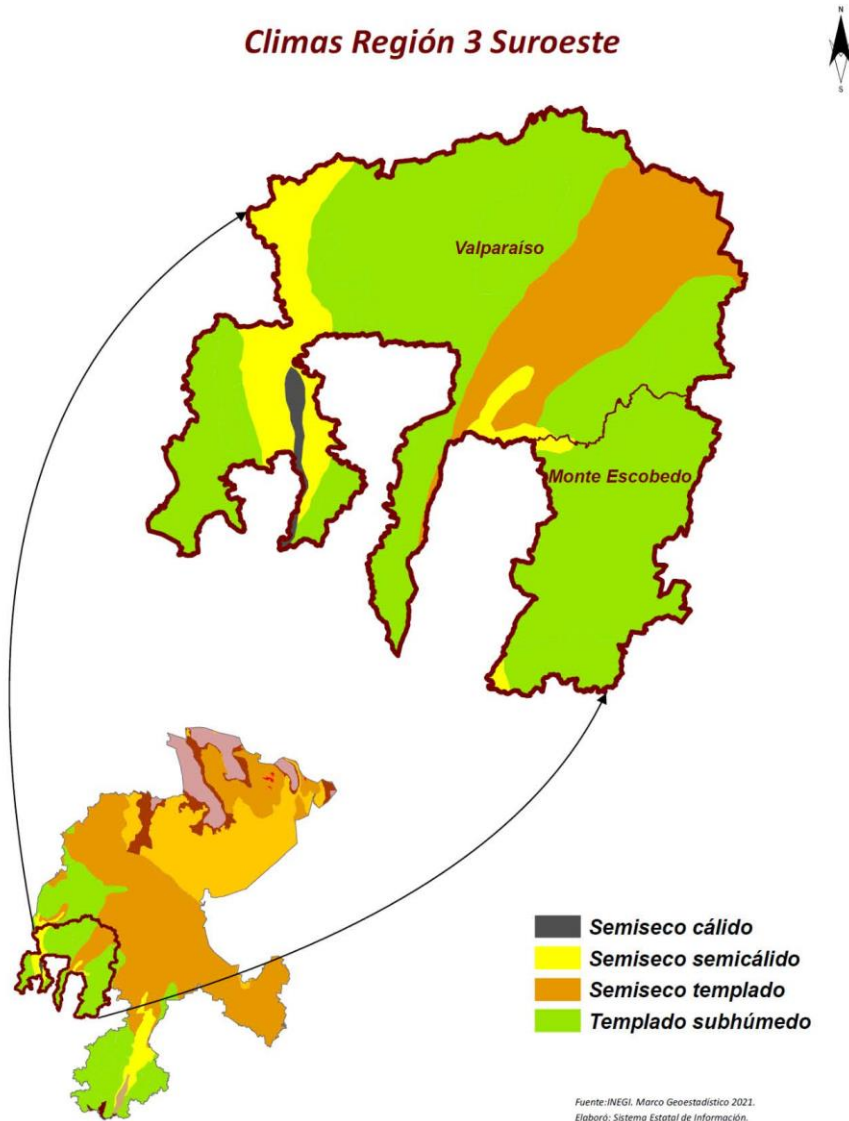 Climas Región 3 Suroeste
N
S
Valparaíso
Monte Escobedo
Semiseco cálido
Semiseco semicálido
Semiseco templado
Templado subhúmedo
Fuente:INEGI. Marco Geoestadístico 2021.
Elaboró: Sistema Estatal de Información.